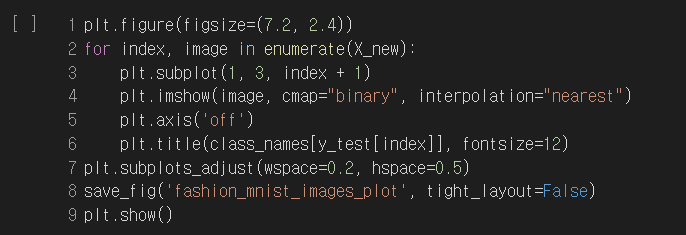 [ ] 1 plt.figure(figsize=(7.2, 2.4))
2 for index, image in enumerate(X_new):
3     plt.subplot(1, 3, index + 1)
4     plt.imshow(image, cmap="binary", interpolation="nearest")
5     plt.axis('off')
6     plt.title(class_names[y_test[index]], fontsize=12)
7 plt.subplots_adjust(wspace=0.2, hspace=0.5)
8 save_fig('fashion_mnist_images_plot', tight_layout=False)
9 plt.show()